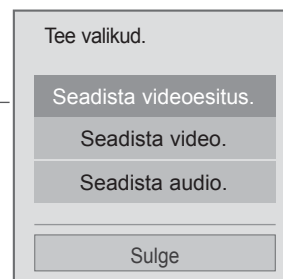 Tee valikud.
Seadista videoesitus.
Seadista video.
Seadista audio.
Sulge